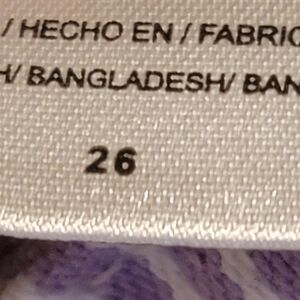 / HECHO EN / FABRIC
H/ BANGLADESH/ BAN
26